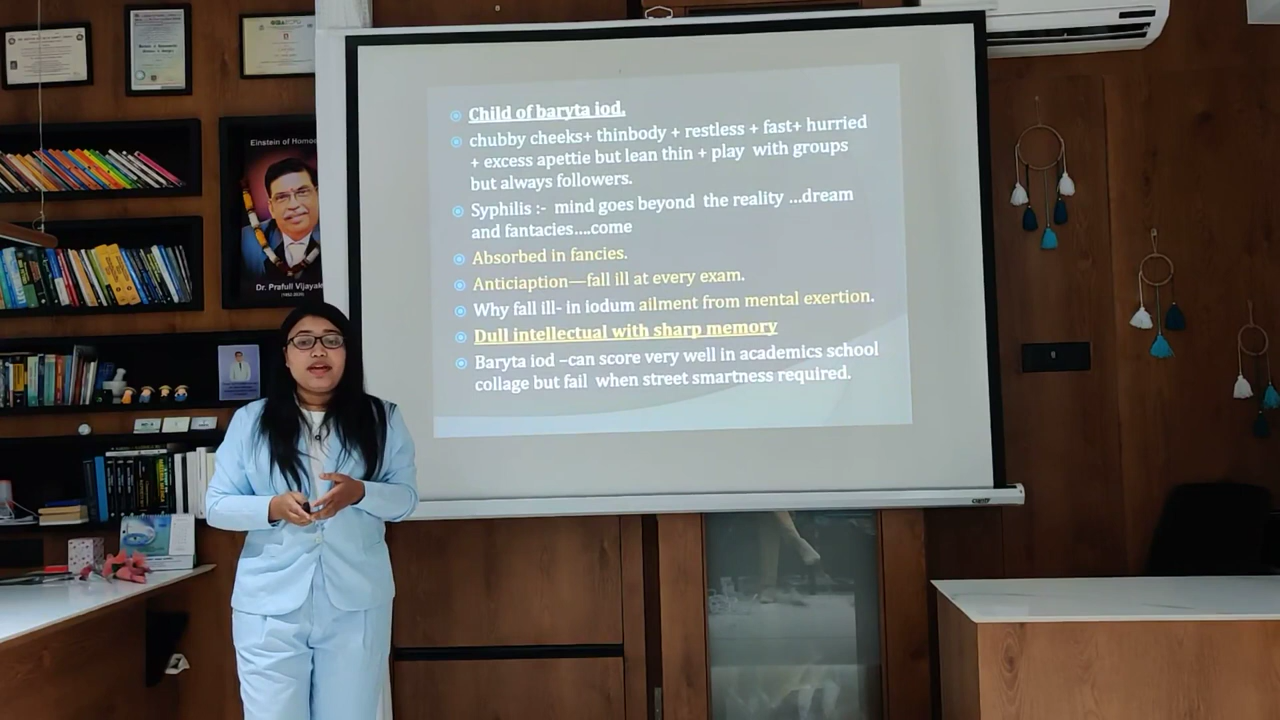 Child of baryta iod.
chubby cheeks+ thinbody + restless + fast+ hurried
+ excess apettie but lean thin + play with groups
but always followers.
Syphilis :- mind goes beyond the reality ...dream
and fantacies....come
Absorbed in fancies.
Anticiaption—fall ill at every exam.
Why fall ill- in iodum ailment from mental exertion.
Dull intellectual with sharp memory
Baryta iod –can score very well in academics school
collage but fail when street smartness required.
Einstein of Homoe
Dr. Prafull Vijayak